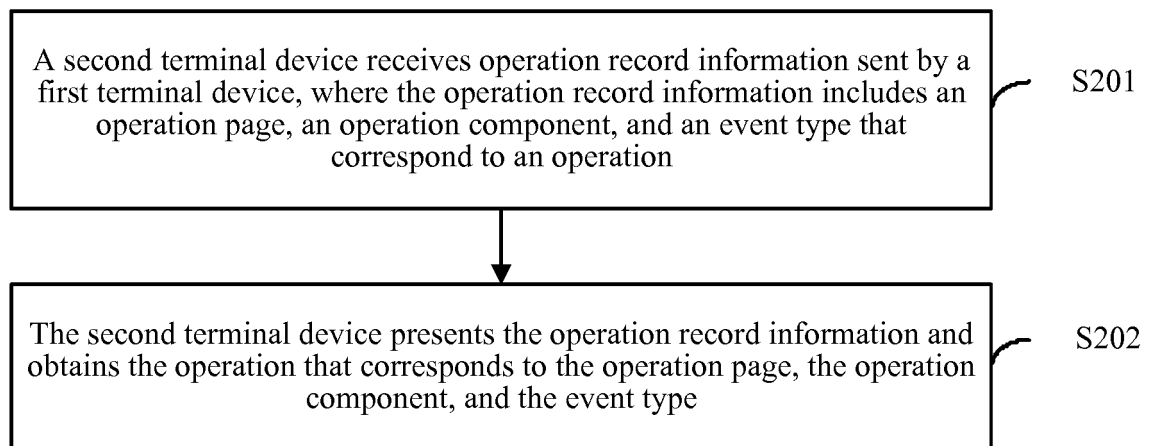 A second terminal device receives operation record information sent by a
first terminal device, where the operation record information includes an
operation page, an operation component, and an event type that
correspond to an operation
S201
The second terminal device presents the operation record information and
obtains the operation that corresponds to the operation page, the operation
component, and the event type
S202